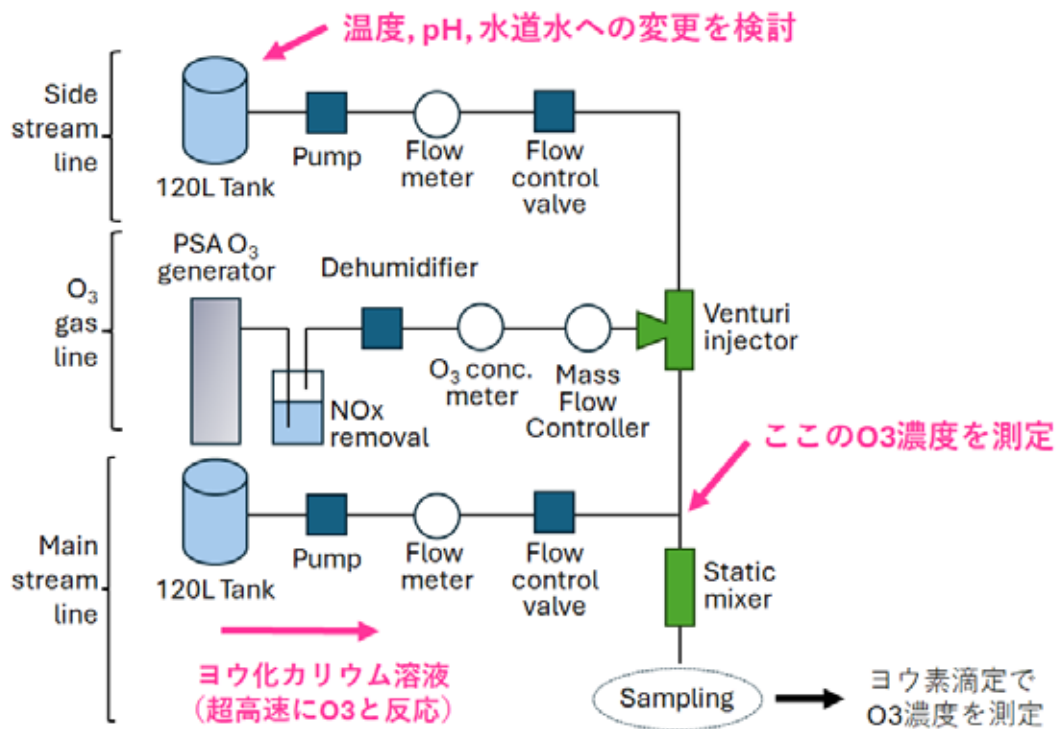 温度, pH, 水道水への変更を検討
Side
stream
line
120L Tank
Pump
Flow
meter
Flow
control
valve
PSA O₃
generator
Dehumidifier
O₃
gas
line
NOx
removal
O₃ conc.
meter
Mass
Flow
Controller
Venturi
injector
ここのO3濃度を測定
Main
stream
line
120L Tank
Pump
Flow
meter
Flow
control
valve
Static
mixer
ヨウ化カリウム溶液
（超高速にO3と反応）
Sampling
ヨウ素滴定で
O3濃度を測定